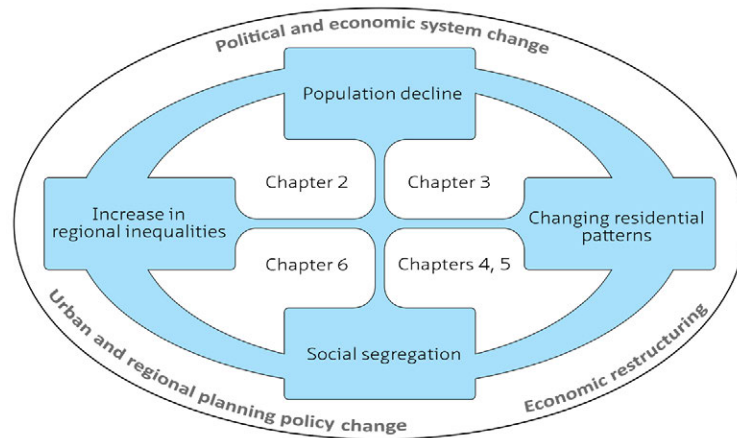 Political and economic system change
Population decline
Chapter 2
Chapter 3
Increase in
regional inequalities
Changing residential
patterns
Chapter 6
Chapters 4, 5
Social segregation
Urban and regional planning policy change
Economic restructuring